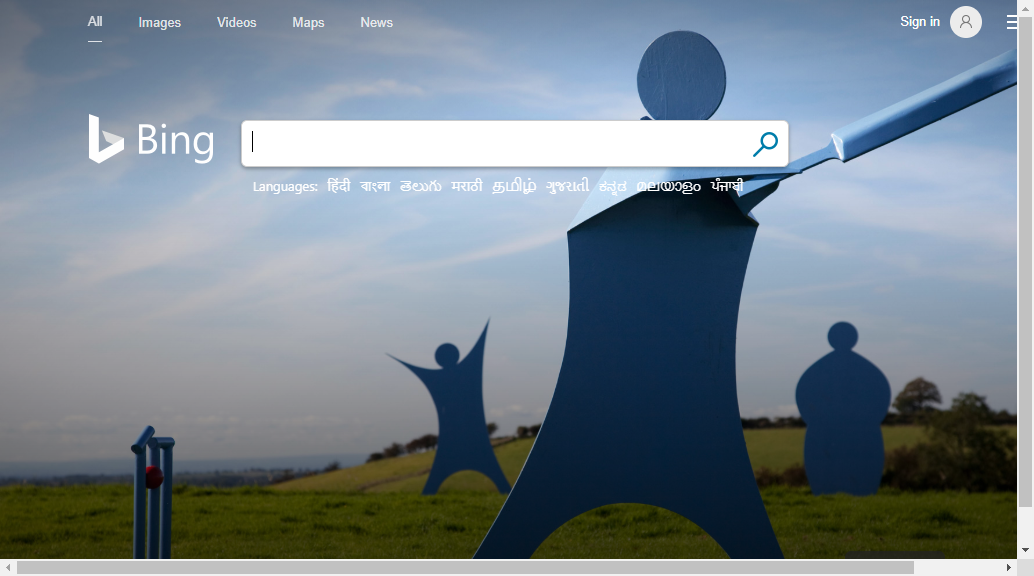 All Images Videos Maps News Sign in
Bing
Languages: हिंदी বাংলা తెలుగు मराठी தமிழ் ગુજરાતી ಕನ್ನಡ മലയാളം ਪੰਜਾਬੀ